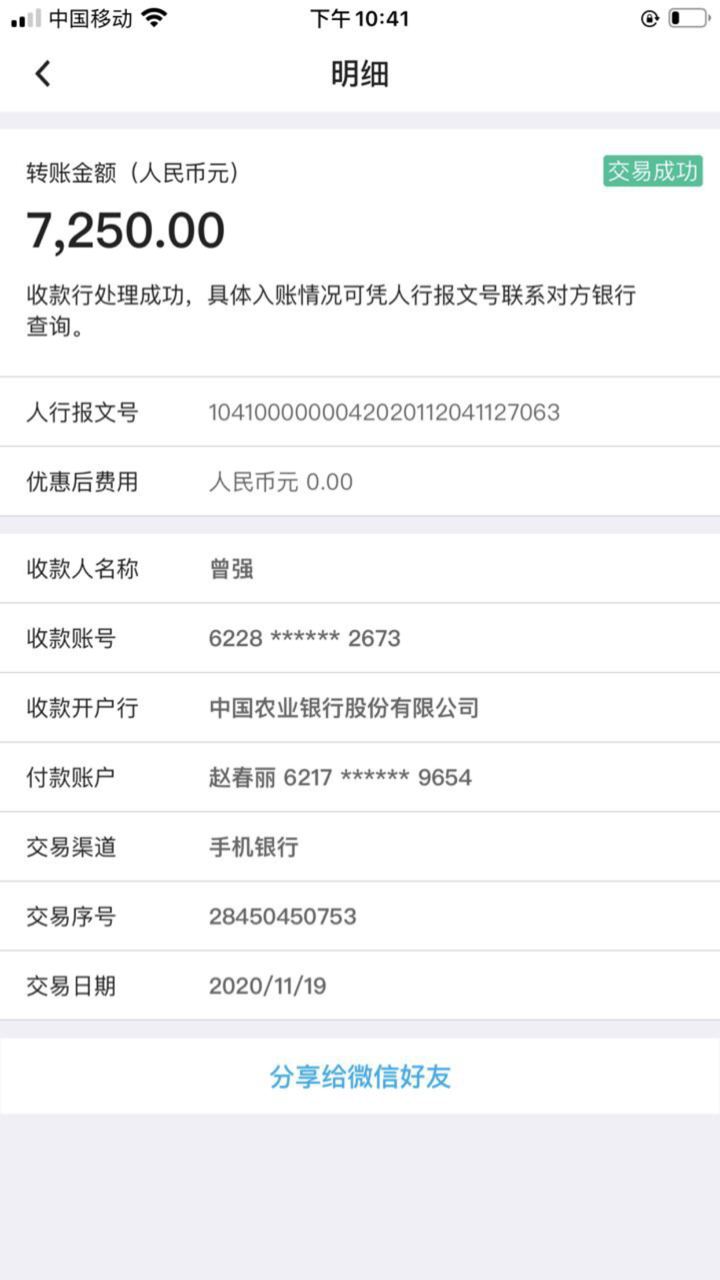 中国移动 下午10:41
明细
转账金额（人民币元） 交易成功
7,250.00
收款行处理成功，具体入账情况可凭人行报文号联系对方银行
查询。
人行报文号 1041000000042020112041127063
优惠后费用 人民币元 0.00
收款人名称 曾强
收款账号 6228 ****** 2673
收款开户行 中国农业银行股份有限公司
付款账户 赵春丽 6217 ****** 9654
交易渠道 手机银行
交易序号 28450450753
交易日期 2020/11/19
分享给微信好友